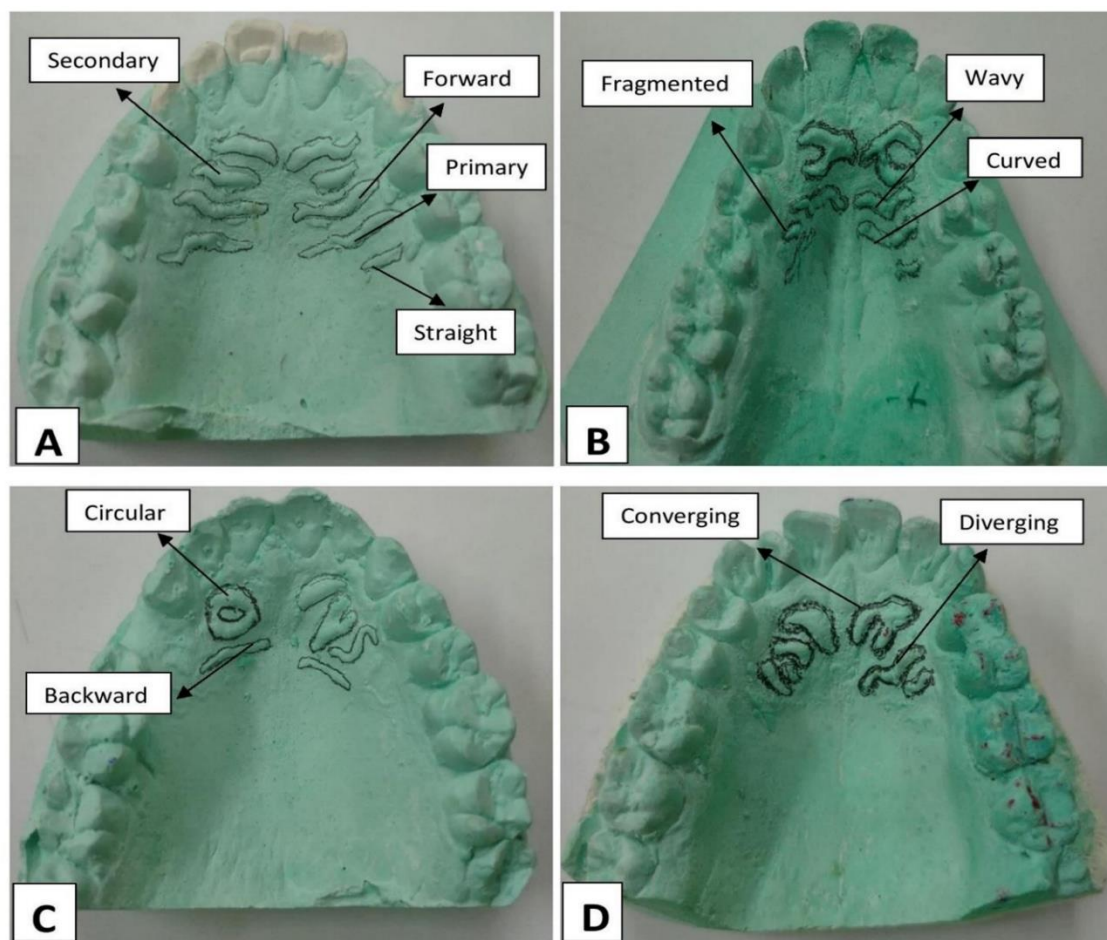 Secondary
Forward
Primary
Straight
A
Fragmented
Wavy
Curved
B
Circular
Backward
C
Converging
Diverging
D